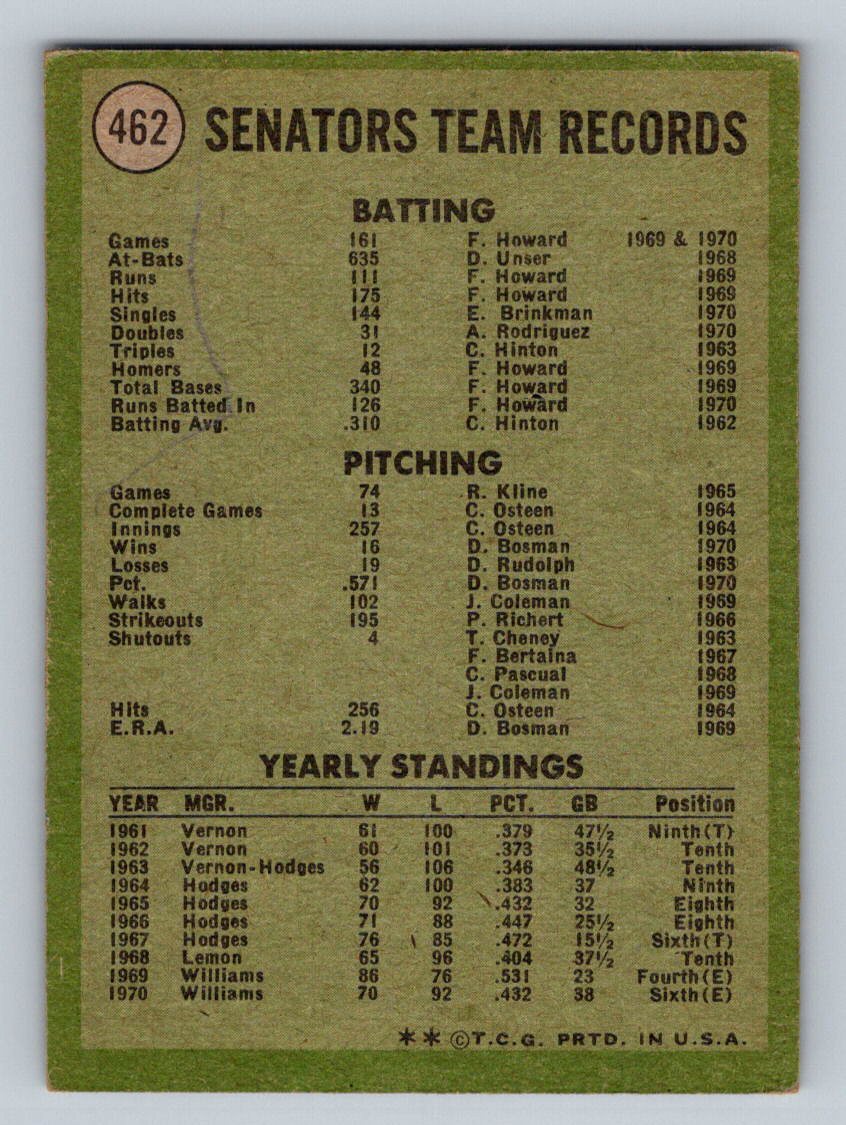 462 SENATORS TEAM RECORDS
BATTING
Games 161 F. Howard 1969 & 1970
At-Bats 635 D. Unser 1968
Runs 111 F. Howard 1969
Hits 175 F. Howard 1969
Singles 144 E. Brinkman 1970
Doubles 31 A. Rodriguez 1970
Triples 12 C. Hinton 1963
Homers 48 F. Howard 1969
Total Bases 340 F. Howard 1969
Runs Batted In 126 F. Howard 1970
Batting Avg. .310 C. Hinton 1962
PITCHING
Games 74 R. Kline 1965
Complete Games 13 C. Osteen 1964
Innings 257 C. Osteen 1964
Wins 16 D. Bosman 1970
Losses 19 D. Rudolph 1963
Pct. .571 D. Bosman 1970
Walks 102 J. Coleman 1969
Strikeouts 195 P. Richert 1966
Shutouts 4 T. Cheney 1963
F. Bertaina 1967
C. Pascual 1968
J. Coleman 1969
Hits 256 C. Osteen 1964
E.R.A. 2.19 D. Bosman 1969
YEARLY STANDINGS
YEAR MGR. W L PCT. GB Position
1961 Vernon 61 100 .379 47½ Ninth(T)
1962 Vernon 60 101 .373 35½ Tenth
1963 Vernon-Hodges 56 106 .346 48½ Tenth
1964 Hodges 62 100 .383 37 Ninth
1965 Hodges 70 92 .432 32 Eighth
1966 Hodges 71 88 .447 25½ Eighth
1967 Hodges 76 85 .472 15½ Sixth(T)
1968 Lemon 65 96 .404 37½ Tenth
1969 Williams 86 76 .531 23 Fourth(E)
1970 Williams 70 92 .432 38 Sixth(E)
** ©T.C.G. PRTD. IN U.S.A.